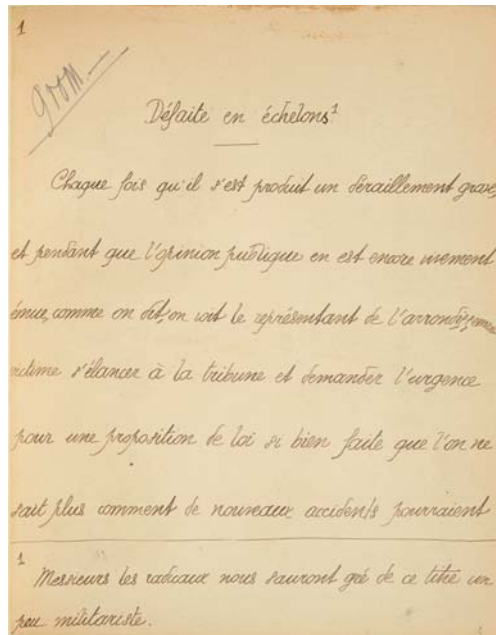 1
Défaite en échelons¹
Chaque fois qu'il s'est produit un déraillement grave,
et pendant que l'opinion publique en est encore vivement
émue, comme on dit, on voit le représentant de l'arrondissement
victime s'élancer à la tribune et demander l'urgence
pour une proposition de loi si bien faite que l'on ne
sait plus comment de nouveaux accidents pourraient
1 Messieurs les radicaux nous sauront gré de ce titre un
peu militariste.